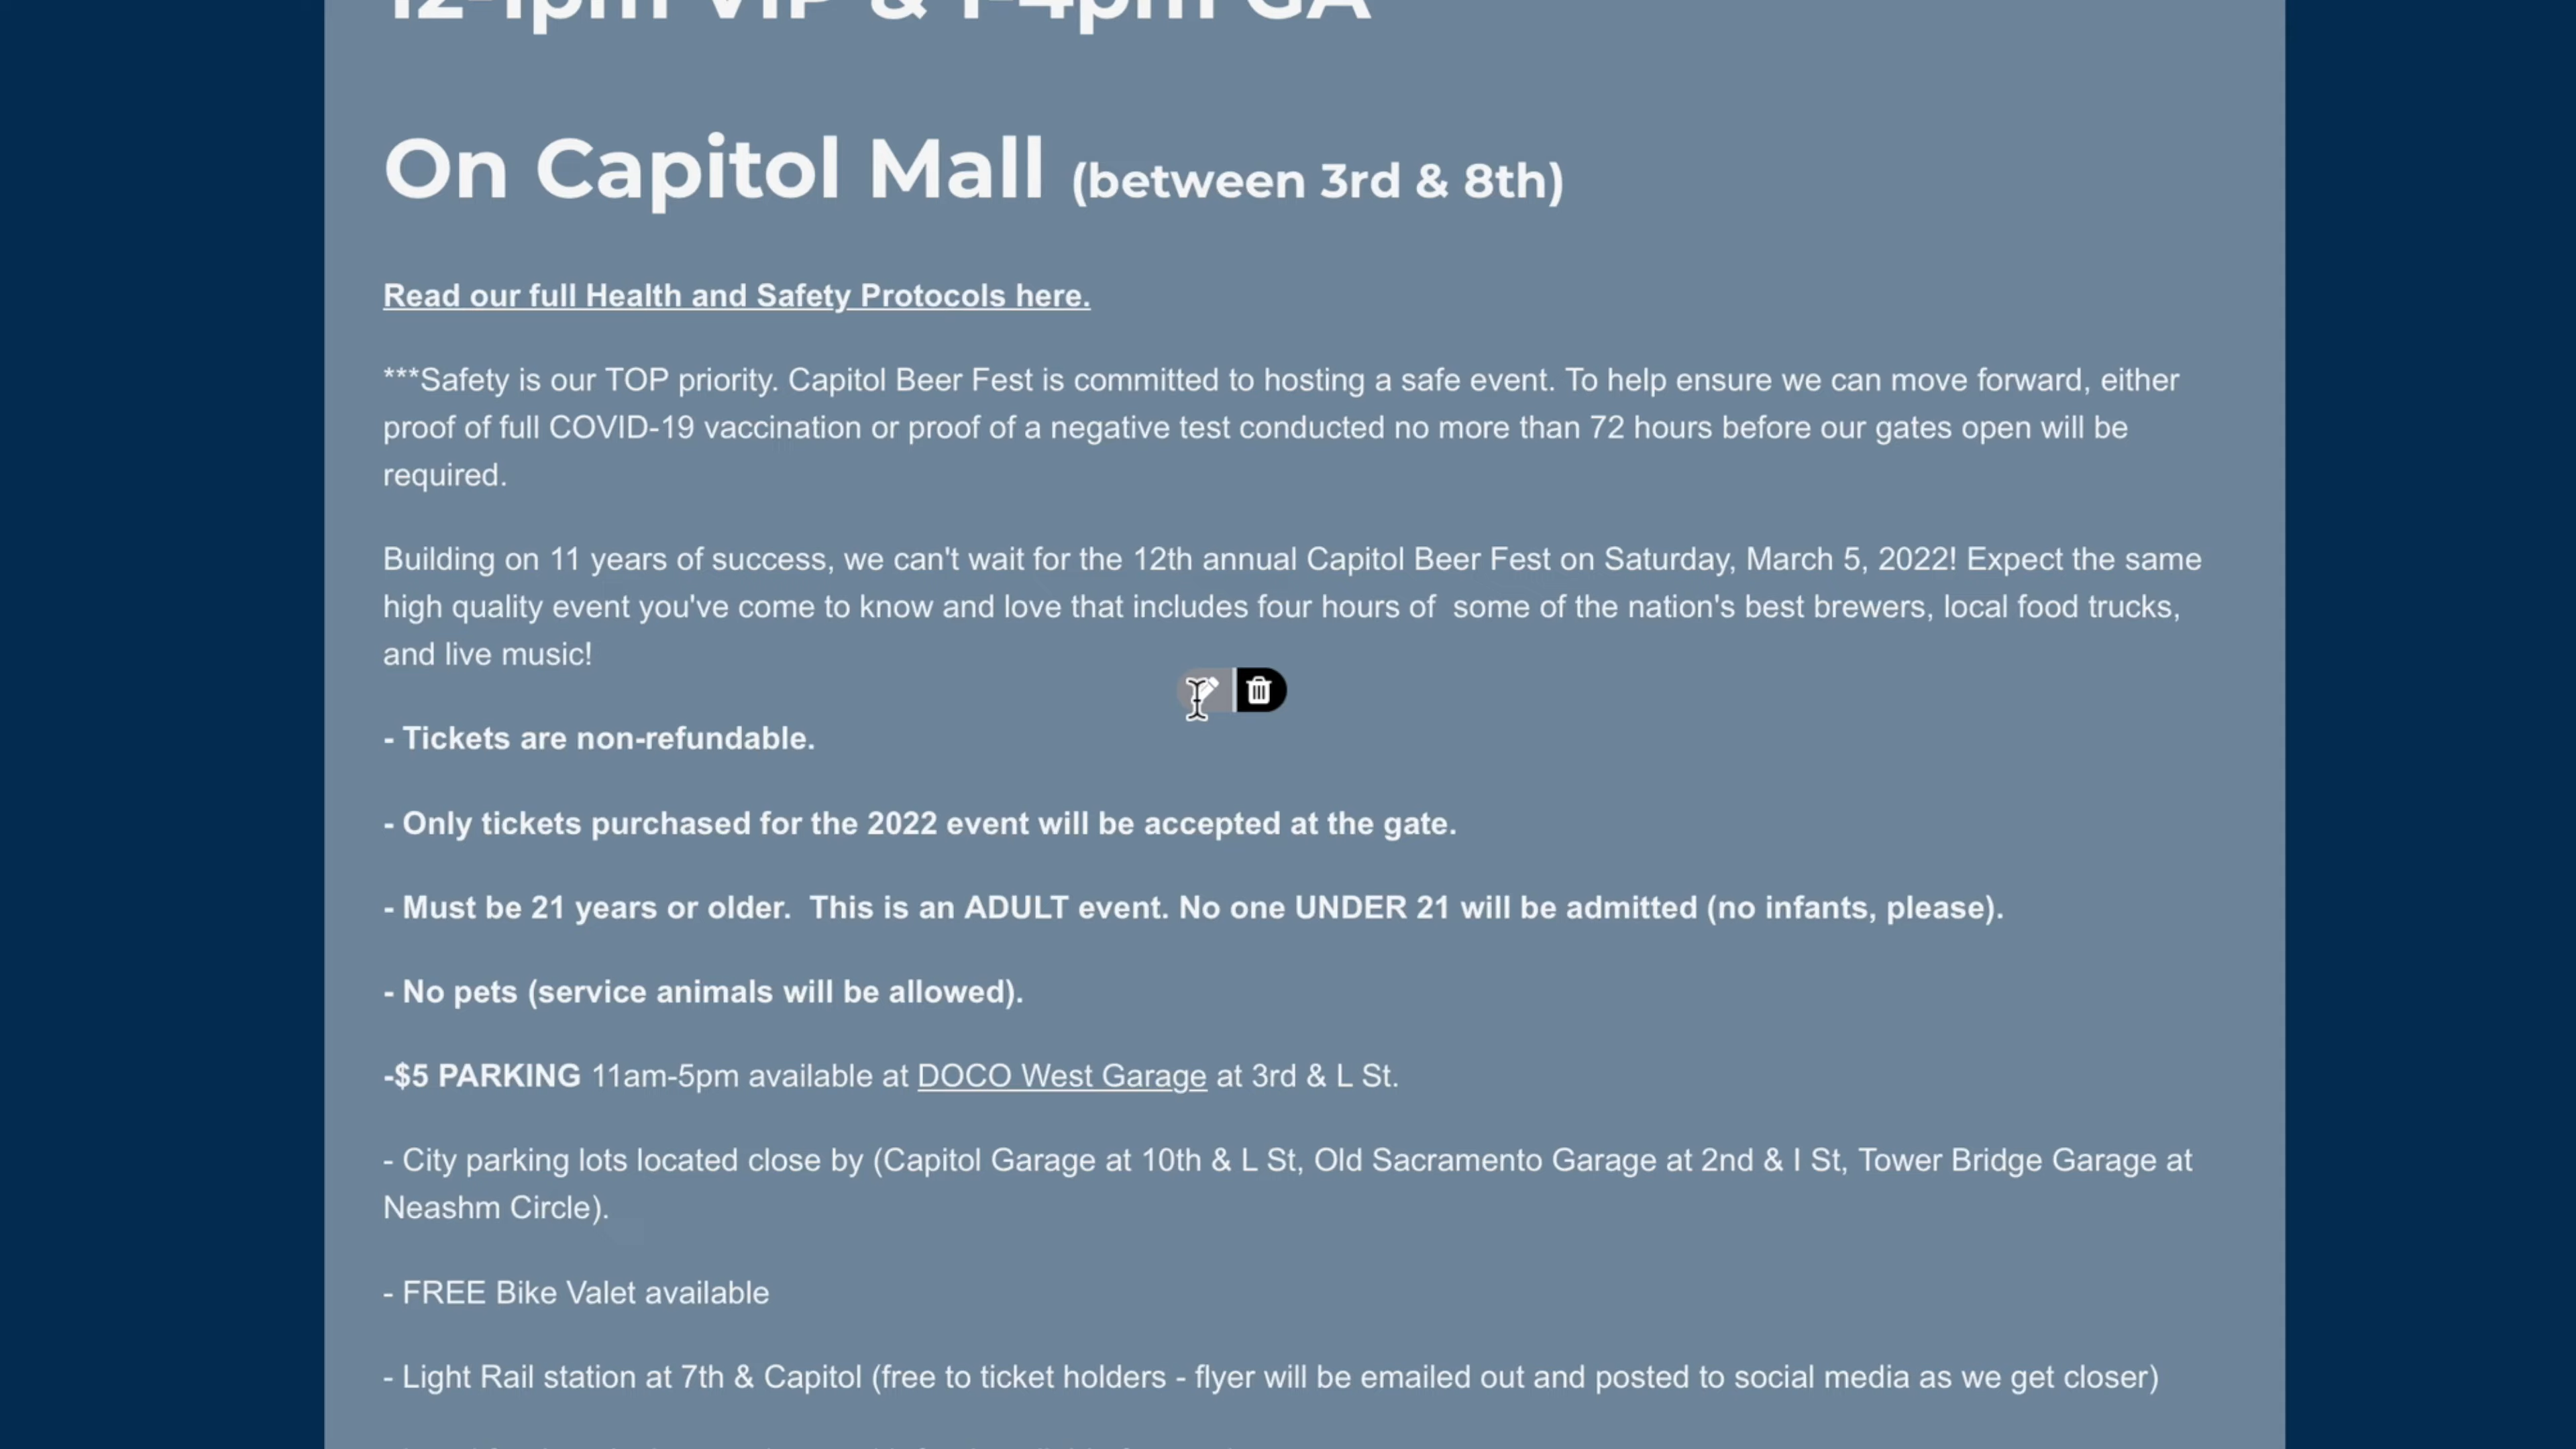 12-1pm VIP & 1-4pm GA
On Capitol Mall (between 3rd & 8th)
Read our full Health and Safety Protocols here.
***Safety is our TOP priority. Capitol Beer Fest is committed to hosting a safe event. To help ensure we can move forward, either
proof of full COVID-19 vaccination or proof of a negative test conducted no more than 72 hours before our gates open will be
required.
Building on 11 years of success, we can't wait for the 12th annual Capitol Beer Fest on Saturday, March 5, 2022! Expect the same
high quality event you've come to know and love that includes four hours of  some of the nation's best brewers, local food trucks,
and live music!
- Tickets are non-refundable.
- Only tickets purchased for the 2022 event will be accepted at the gate.
- Must be 21 years or older.  This is an ADULT event. No one UNDER 21 will be admitted (no infants, please).
- No pets (service animals will be allowed).
-$5 PARKING 11am-5pm available at DOCO West Garage at 3rd & L St.
- City parking lots located close by (Capitol Garage at 10th & L St, Old Sacramento Garage at 2nd & I St, Tower Bridge Garage at
Neashm Circle).
- FREE Bike Valet available
- Light Rail station at 7th & Capitol (free to ticket holders - flyer will be emailed out and posted to social media as we get closer)